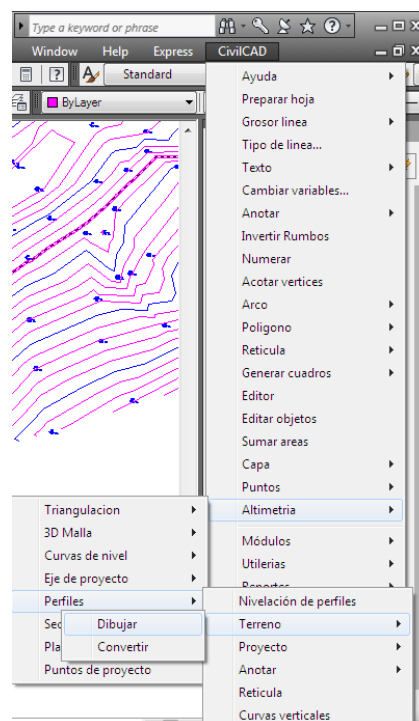 Type a keyword or phrase
Window Help Express CivilCAD
Standard
ByLayer
Ayuda
Preparar hoja
Grosor linea
Tipo de linea...
Texto
Cambiar variables...
Anotar
Invertir Rumbos
Numerar
Acotar vertices
Arco
Poligono
Reticula
Generar cuadros
Editor
Editar objetos
Sumar areas
Capa
Puntos
Altimetria
Módulos
Utilerias
Reportes
Triangulacion
3D Malla
Curvas de nivel
Eje de proyecto
Perfiles
Sec
Pla
Puntos de proyecto
Dibujar
Convertir
Nivelación de perfiles
Terreno
Proyecto
Anotar
Reticula
Curvas verticales